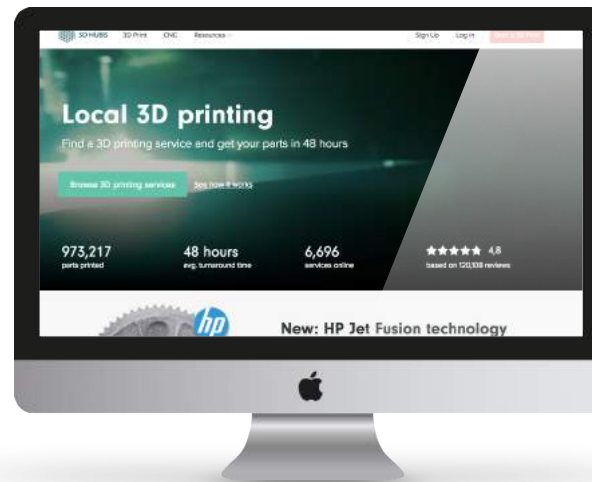 3D HUBS 3D Print CNC Resources Sign Up Log in
Local 3D printing
Find a 3D printing service and get your parts in 48 hours
Browse 3D printing services See how it works
973,217 48 hours 6,696 4,8
parts printed avg. turnaround time services online based on 120,108 reviews
hp
New: HP Jet Fusion technology